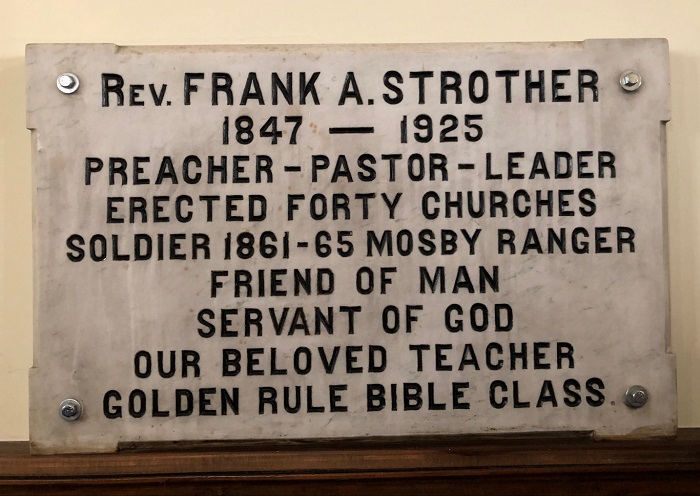 REV. FRANK A. STROTHER
1847 — 1925
PREACHER – PASTOR – LEADER
ERECTED FORTY CHURCHES
SOLDIER 1861-65 MOSBY RANGER
FRIEND OF MAN
SERVANT OF GOD
OUR BELOVED TEACHER
GOLDEN RULE BIBLE CLASS.